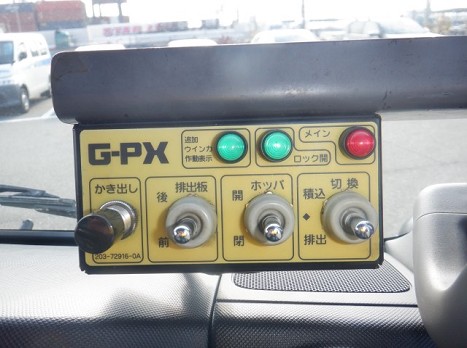 G-PX
追加
ウインカ
作動表示
メイン
ロック開
かき出し
後 排出板
前
開 ホッパ
閉
切換
積込
排出
203-72916-0A